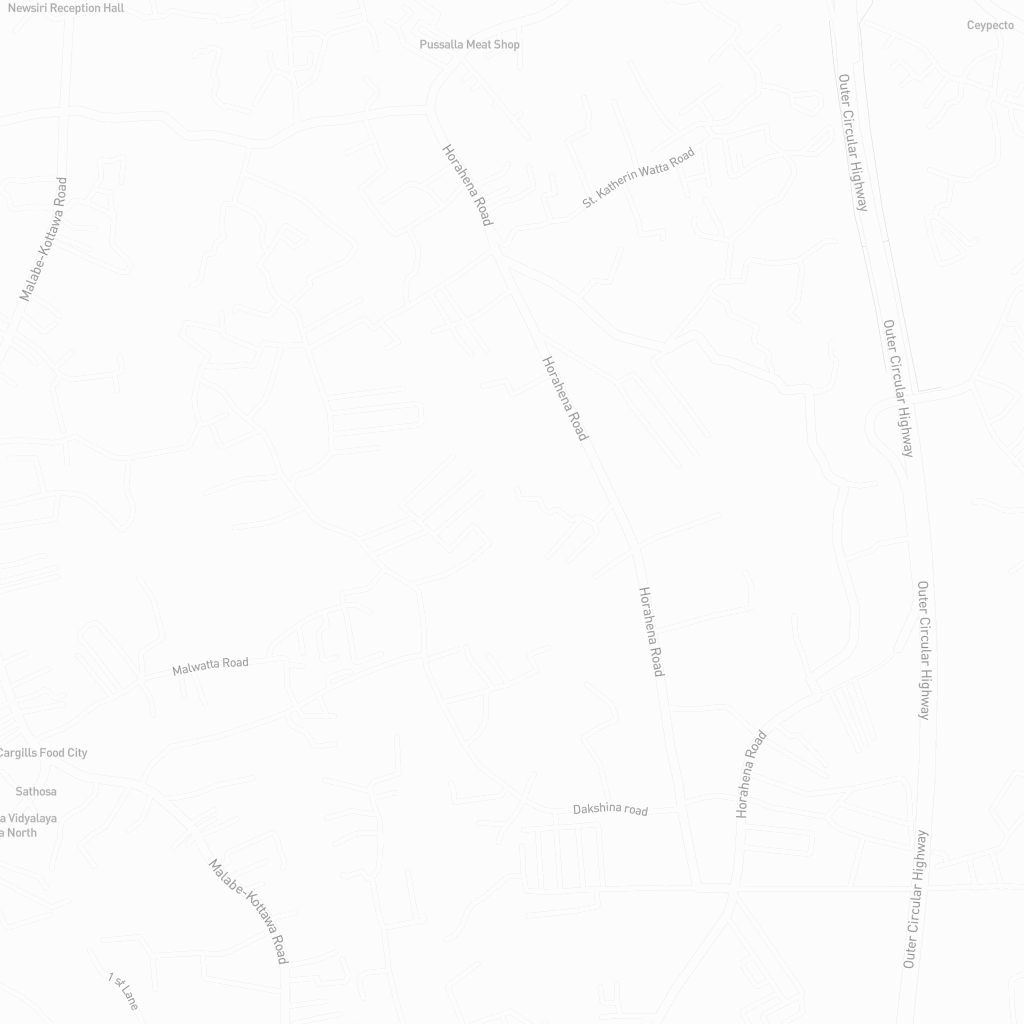 Newsiri Reception Hall
Ceypecto
Pussalla Meat Shop
Outer Circular Highway
Horahena Road
St. Katherin Watta Road
Malabe-Kottawa Road
Outer Circular Highway
Horahena Road
Outer Circular Highway
Horahena Road
Malwatta Road
Horahena Road
Cargills Food City
Sathosa
Dakshina road
a Vidyalaya
a North
Outer Circular Highway
Malabe-Kottawa Road
1 st Lane